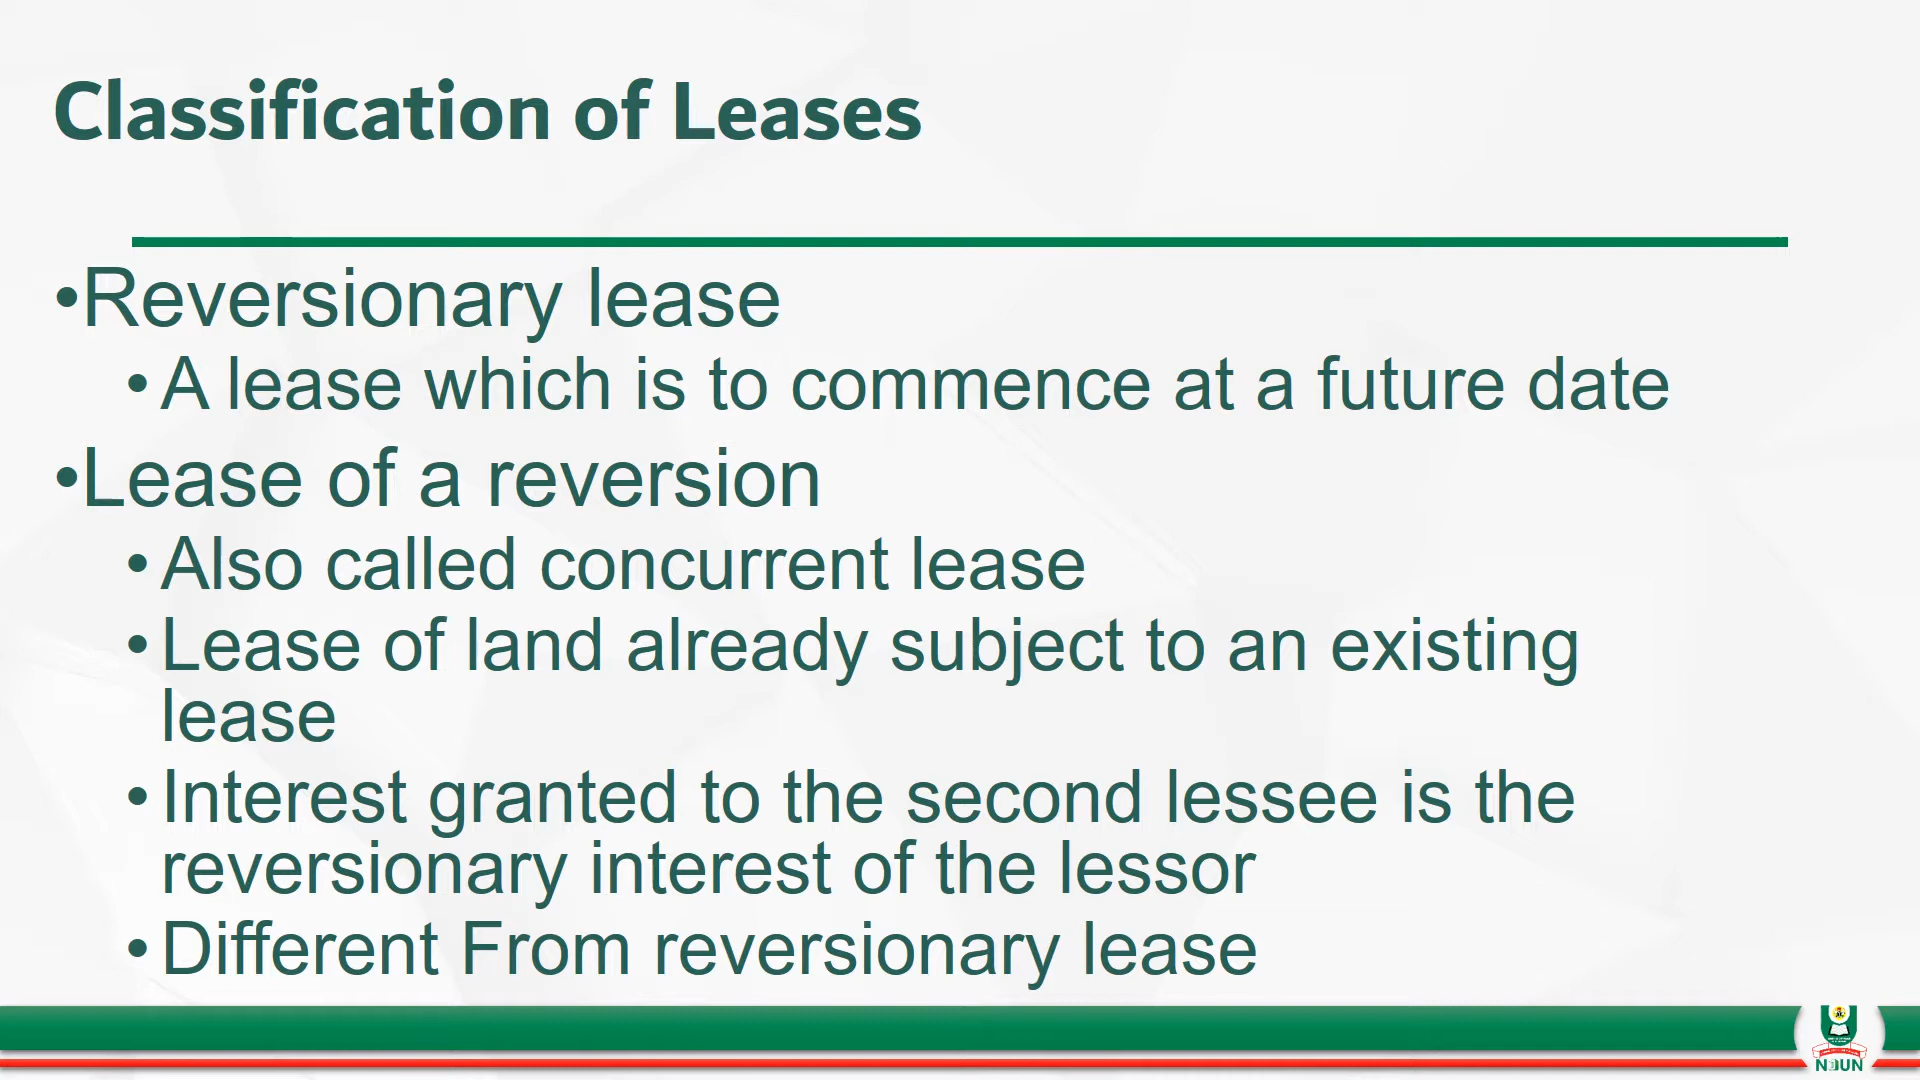 Classification of Leases
•Reversionary lease
•A lease which is to commence at a future date
•Lease of a reversion
•Also called concurrent lease
•Lease of land already subject to an existing
lease
•Interest granted to the second lessee is the
reversionary interest of the lessor
•Different From reversionary lease
NOUN